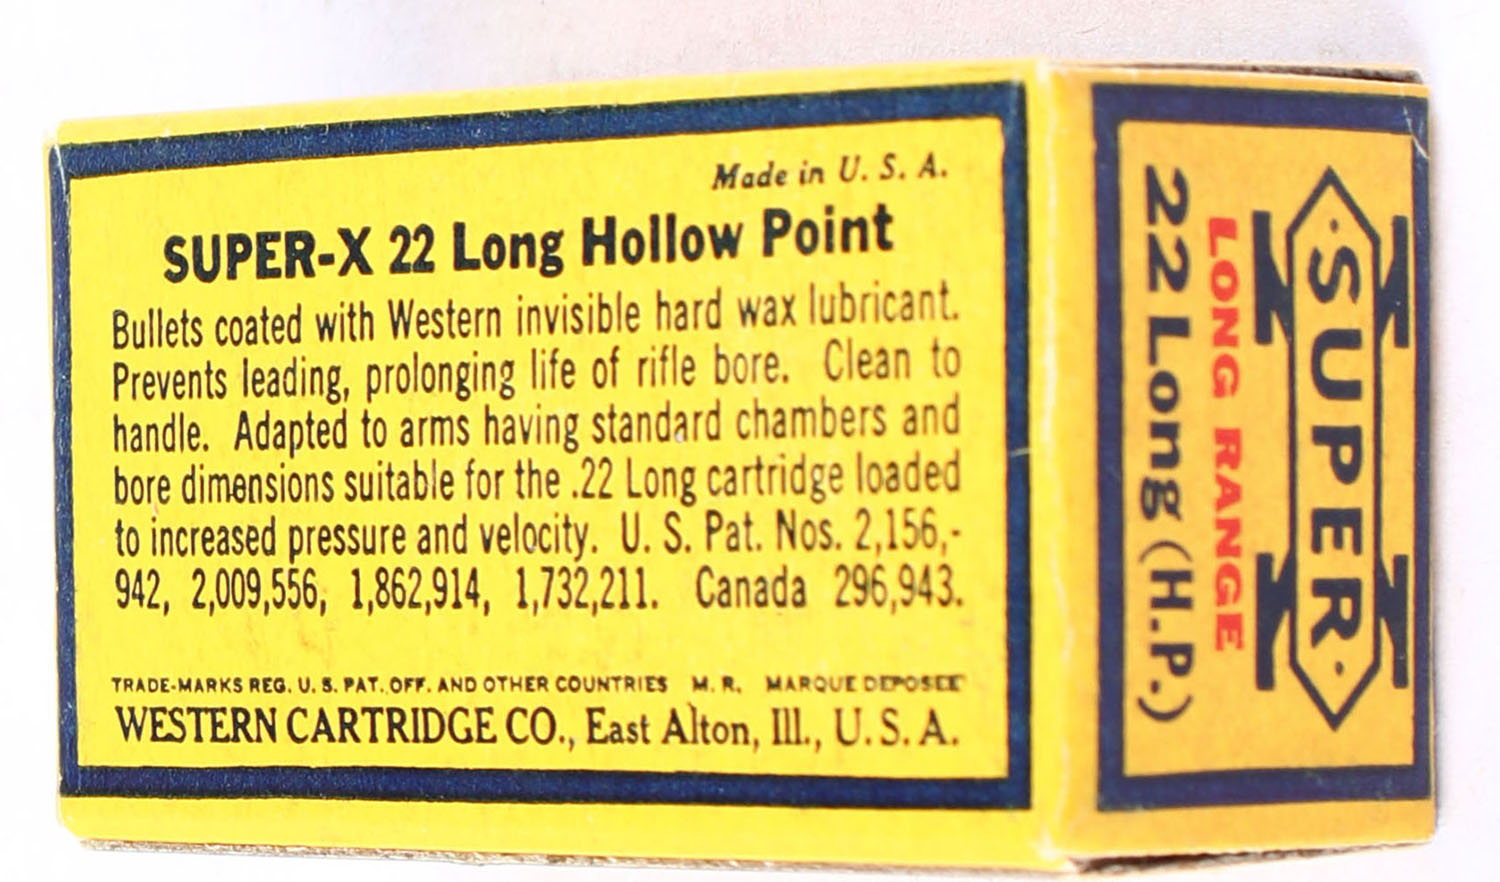 Made in U. S. A.
SUPER-X 22 Long Hollow Point
Bullets coated with Western invisible hard wax lubricant.
Prevents leading, prolonging life of rifle bore. Clean to
handle. Adapted to arms having standard chambers and
bore dimensions suitable for the .22 Long cartridge loaded
to increased pressure and velocity. U. S. Pat. Nos. 2,156,-
942, 2,009,556, 1,862,914, 1,732,211. Canada 296,943.
TRADE-MARKS REG. U. S. PAT. OFF. AND OTHER COUNTRIES M. R. MARQUE DEPOSEE
WESTERN CARTRIDGE CO., East Alton, Ill., U. S. A.
·SUPER· X
LONG RANGE
22 Long (H.P.)